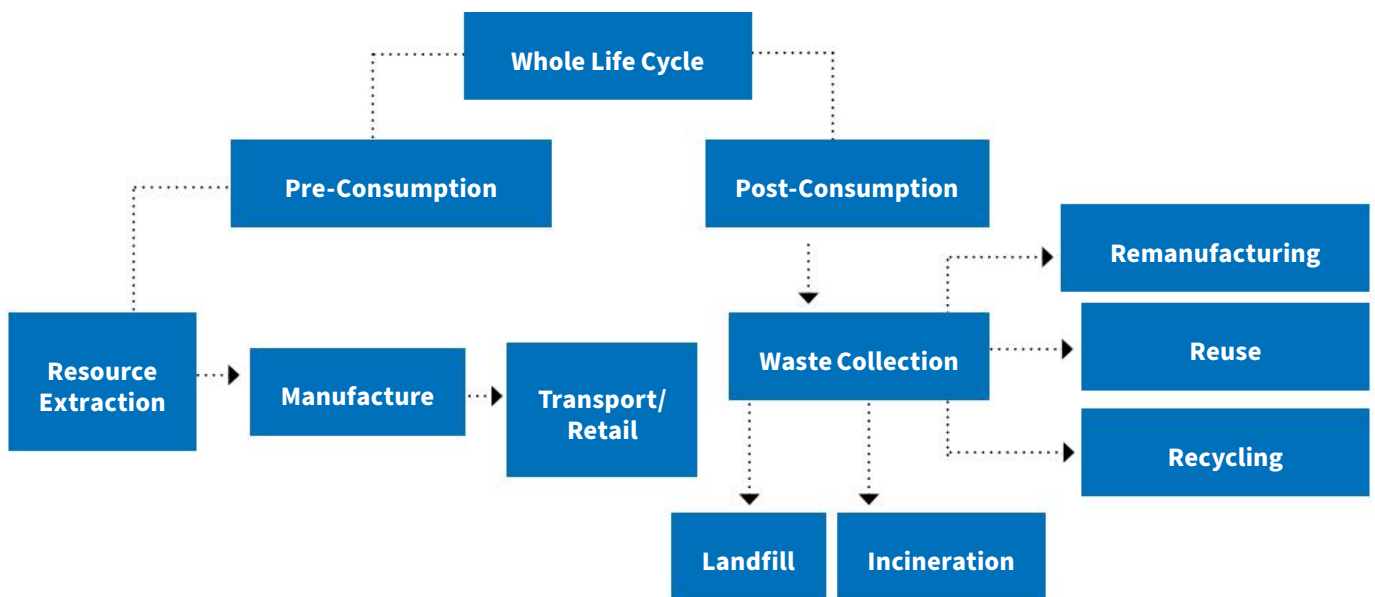 Whole Life Cycle
Pre-Consumption
Post-Consumption
Remanufacturing
Resource
Extraction
Manufacture
Transport/
Retail
Waste Collection
Reuse
Recycling
Landfill
Incineration